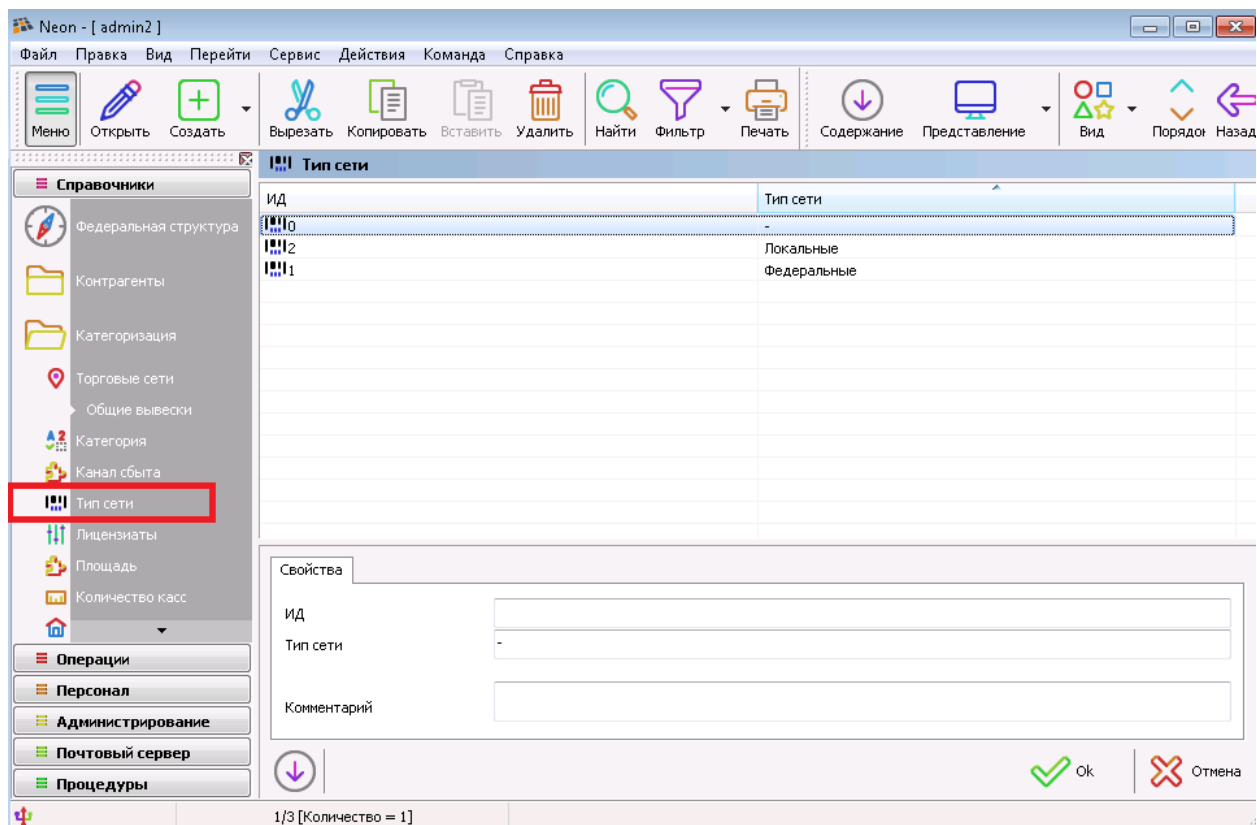 Neon - [ admin2 ]
Файл Правка Вид Перейти Сервис Действия Команда Справка
Меню Открыть Создать Вырезать Копировать Вставить Удалить Найти Фильтр Печать Содержание Представление Вид Порядок Назад
Тип сети
Справочники
ИД Тип сети
Федеральная структура
0 -
2 Локальные
1 Федеральные
Контрагенты
Категоризация
Торговые сети
Общие вывески
Категория
Канал сбыта
Тип сети
Лицензиаты
Площадь
Количество касс
Свойства
ИД
Тип сети -
Комментарий
Операции
Персонал
Администрирование
Почтовый сервер
Процедуры
Ok Отмена
1/3 [Количество = 1]